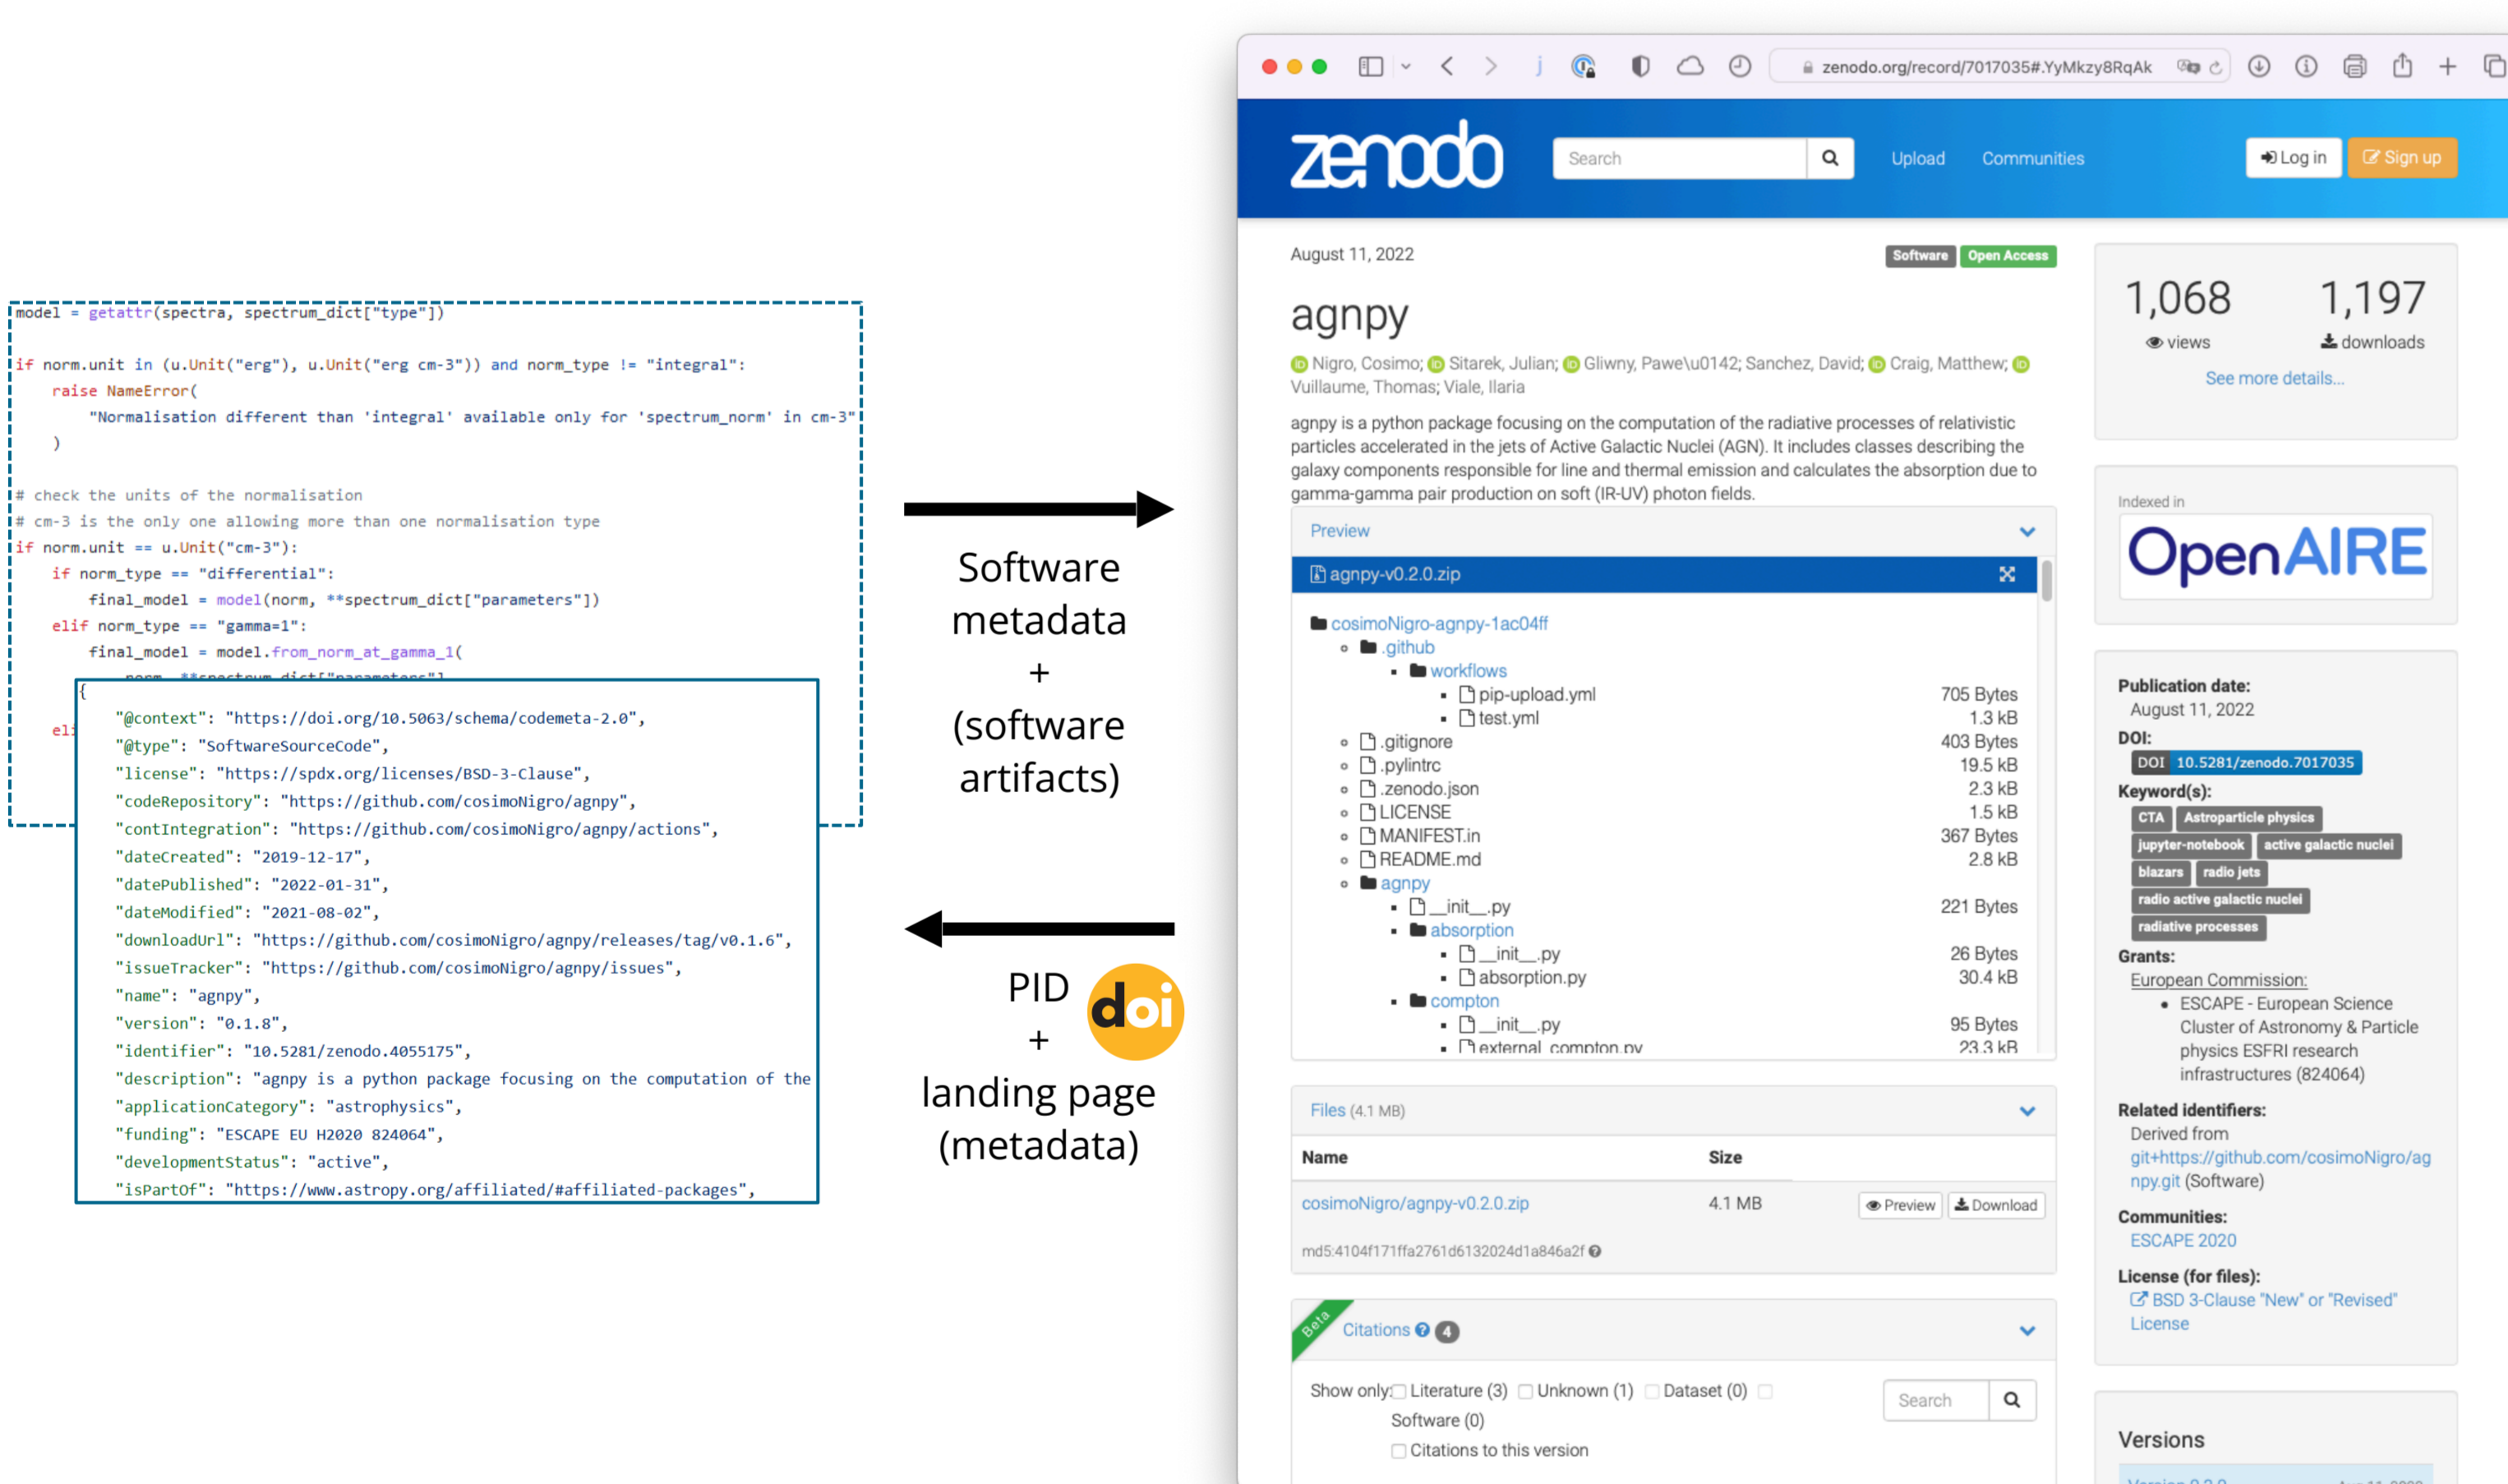 model = getattr(spectra, spectrum_dict["type"])
if norm.unit in (u.Unit("erg"), u.Unit("erg cm-3")) and norm_type != "integral":
raise NameError(
"Normalisation different than 'integral' available only for 'spectrum_norm' in cm-3"
)
# check the units of the normalisation
# cm-3 is the only one allowing more than one normalisation type
if norm.unit == u.Unit("cm-3"):
if norm_type == "differential":
final_model = model(norm, **spectrum_dict["parameters"])
elif norm_type == "gamma=1":
final_model = model.from_norm_at_gamma_1(
norm, **spectrum_dict["parameters"]
eli
{
"@context": "https://doi.org/10.5063/schema/codemeta-2.0",
"@type": "SoftwareSourceCode",
"license": "https://spdx.org/licenses/BSD-3-Clause",
"codeRepository": "https://github.com/cosimoNigro/agnpy",
"contIntegration": "https://github.com/cosimoNigro/agnpy/actions",
"dateCreated": "2019-12-17",
"datePublished": "2022-01-31",
"dateModified": "2021-08-02",
"downloadUrl": "https://github.com/cosimoNigro/agnpy/releases/tag/v0.1.6",
"issueTracker": "https://github.com/cosimoNigro/agnpy/issues",
"name": "agnpy",
"version": "0.1.8",
"identifier": "10.5281/zenodo.4055175",
"description": "agnpy is a python package focusing on the computation of the
"applicationCategory": "astrophysics",
"funding": "ESCAPE EU H2020 824064",
"developmentStatus": "active",
"isPartOf": "https://www.astropy.org/affiliated/#affiliated-packages",
Software
metadata
+
(software
artifacts)
PID
doi
+
landing page
(metadata)
zenodo.org/record/7017035#.YyMkzy8RqAk
zenodo
Search
Upload
Communities
Log in
Sign up
August 11, 2022
Software
Open Access
agnpy
Nigro, Cosimo; Sitarek, Julian; Gliwny, Pawe\u0142; Sanchez, David; Craig, Matthew;
Vuillaume, Thomas; Viale, Ilaria
agnpy is a python package focusing on the computation of the radiative processes of relativistic
particles accelerated in the jets of Active Galactic Nuclei (AGN). It includes classes describing the
galaxy components responsible for line and thermal emission and calculates the absorption due to
gamma-gamma pair production on soft (IR-UV) photon fields.
Preview
agnpy-v0.2.0.zip
cosimoNigro-agnpy-1ac04ff
.github
workflows
pip-upload.yml 705 Bytes
test.yml 1.3 kB
.gitignore 403 Bytes
.pylintrc 19.5 kB
.zenodo.json 2.3 kB
LICENSE 1.5 kB
MANIFEST.in 367 Bytes
README.md 2.8 kB
agnpy
__init__.py 221 Bytes
absorption
__init__.py 26 Bytes
absorption.py 30.4 kB
compton
__init__.py 95 Bytes
external_compton.py 23.3 kB
Files (4.1 MB)
Name Size
cosimoNigro/agnpy-v0.2.0.zip 4.1 MB Preview Download
md5:4104f171ffa2761d6132024d1a846a2f
Beta
Citations 4
Show only: Literature (3) Unknown (1) Dataset (0)
Software (0)
Citations to this version
Search
1,068 1,197
views downloads
See more details...
Indexed in
OpenAIRE
Publication date:
August 11, 2022
DOI:
DOI 10.5281/zenodo.7017035
Keyword(s):
CTA Astroparticle physics
jupyter-notebook active galactic nuclei
blazars radio jets
radio active galactic nuclei
radiative processes
Grants:
European Commission:
ESCAPE - European Science
Cluster of Astronomy & Particle
physics ESFRI research
infrastructures (824064)
Related identifiers:
Derived from
git+https://github.com/cosimoNigro/ag
npy.git (Software)
Communities:
ESCAPE 2020
License (for files):
BSD 3-Clause "New" or "Revised"
License
Versions
Version 0.2.0 Aug 11, 2022